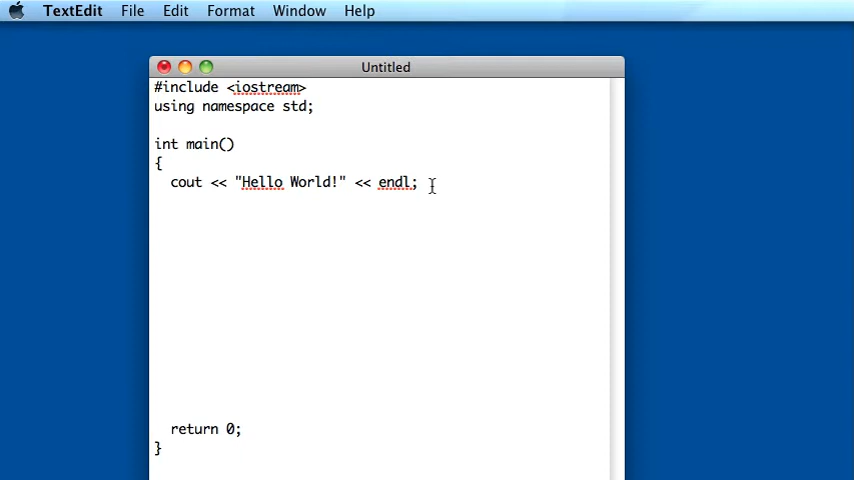 TextEdit File Edit Format Window Help
Untitled
#include <iostream>
using namespace std;
int main()
{
cout << "Hello World!" << endl;
return 0;
}